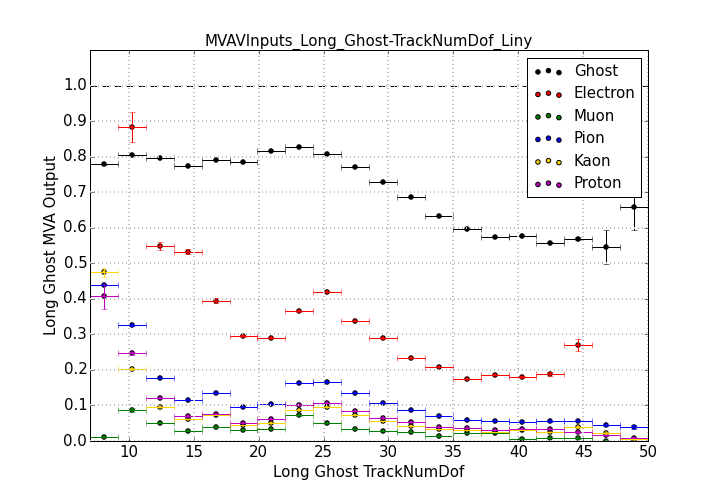 MVAVInputs_Long_Ghost-TrackNumDof_Liny
Ghost
Electron
Muon
Pion
Kaon
Proton
1.0
0.9
0.8
0.7
0.6
0.5
0.4
0.3
0.2
0.1
0.0
Long Ghost MVA Output
10 15 20 25 30 35 40 45 50
Long Ghost TrackNumDof